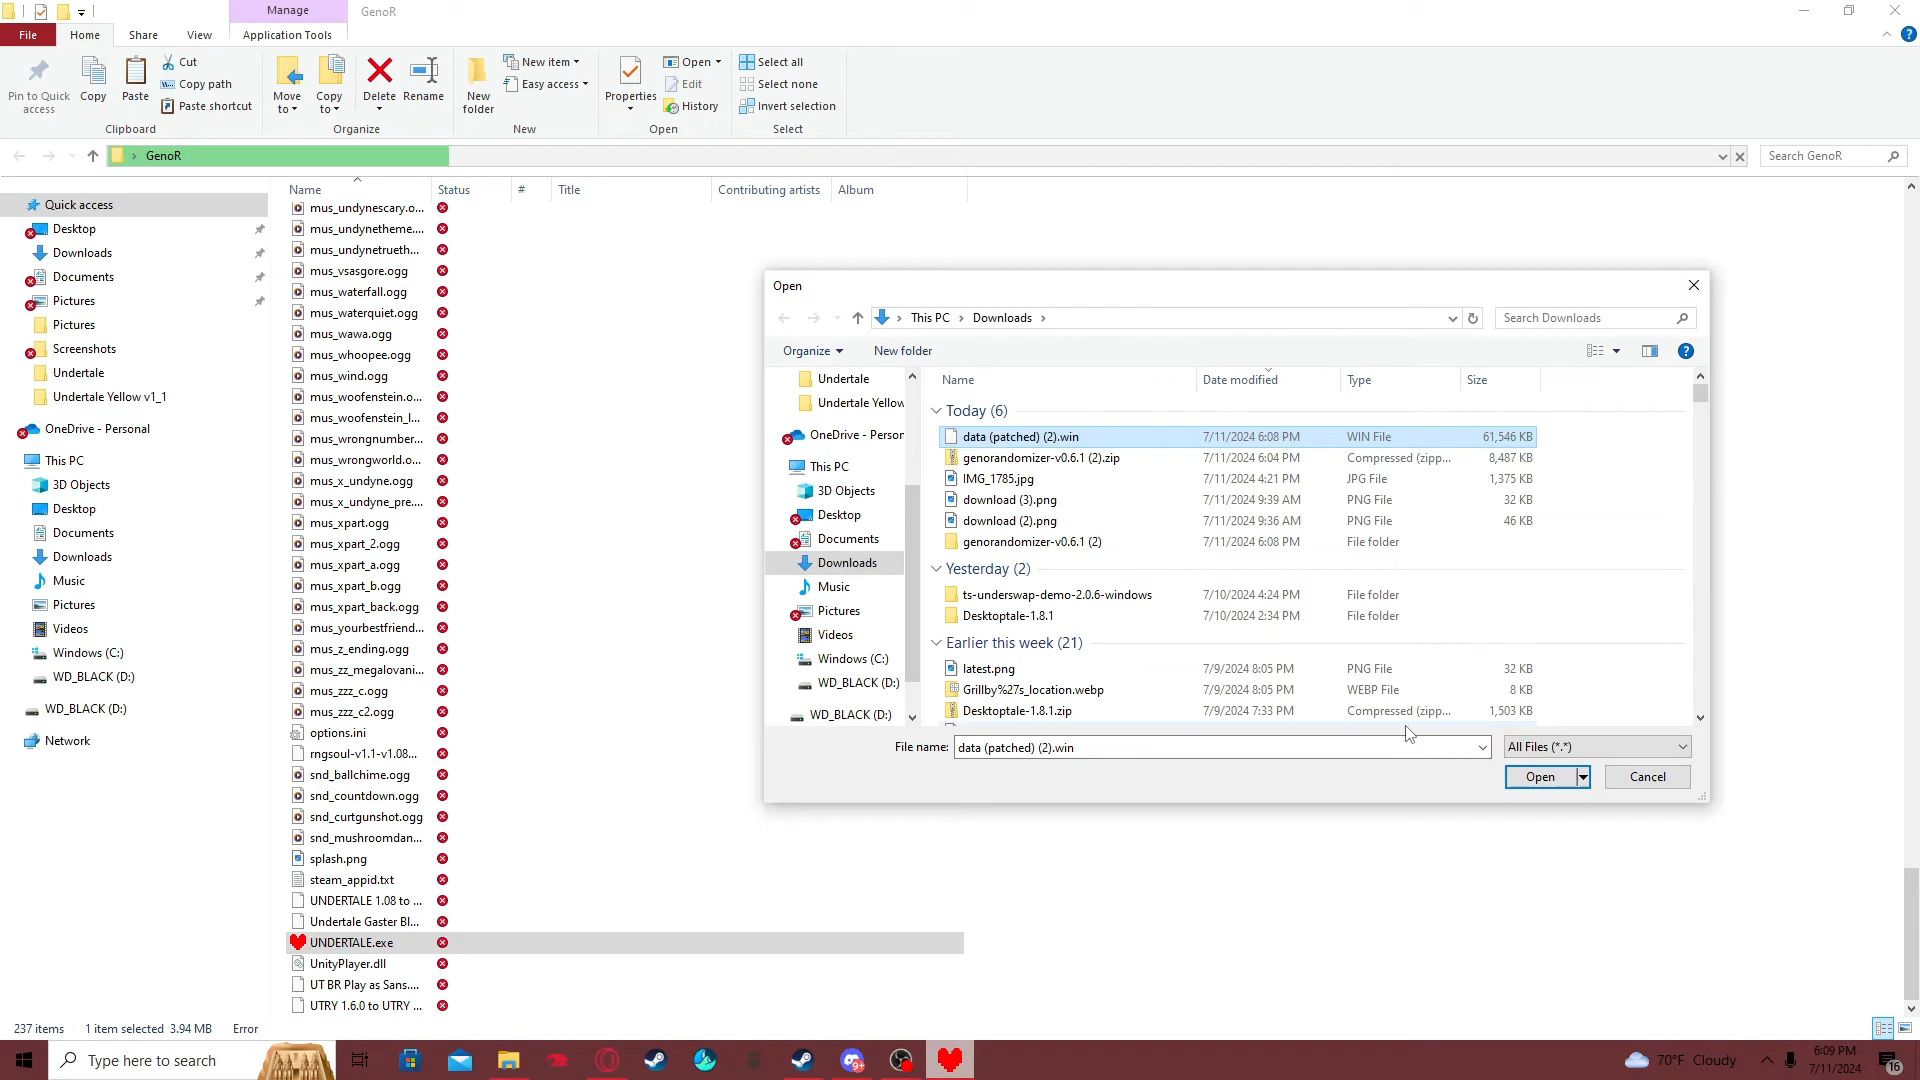 Manage
GenoR
File
Home
Share
View
Application Tools
Pin to Quick access
Copy
Paste
Cut
Copy path
Paste shortcut
Move to
Copy to
Delete
Rename
New folder
New item
Easy access
Properties
Open
Edit
History
Select all
Select none
Invert selection
Clipboard
Organize
New
Open
Select
GenoR
Search GenoR
Name
Status
#
Title
Contributing artists
Album
Quick access
Desktop
Downloads
Documents
Pictures
Pictures
Screenshots
Undertale
Undertale Yellow v1_1
OneDrive - Personal
This PC
3D Objects
Desktop
Documents
Downloads
Music
Pictures
Videos
Windows (C:)
WD_BLACK (D:)
WD_BLACK (D:)
Network
mus_undynescary.o...
mus_undynetheme....
mus_undynetrueth...
mus_vsasgore.ogg
mus_waterfall.ogg
mus_waterquiet.ogg
mus_wawa.ogg
mus_whoopee.ogg
mus_wind.ogg
mus_woofenstein.o...
mus_woofenstein_l...
mus_wrongnumber...
mus_wrongworld.o...
mus_x_undyne.ogg
mus_x_undyne_pre....
mus_xpart.ogg
mus_xpart_2.ogg
mus_xpart_a.ogg
mus_xpart_b.ogg
mus_xpart_back.ogg
mus_yourbestfriend...
mus_z_ending.ogg
mus_zz_megalovani...
mus_zzz_c.ogg
mus_zzz_c2.ogg
options.ini
rngsoul-v1.1-v1.08...
snd_ballchime.ogg
snd_countdown.ogg
snd_curtgunshot.ogg
snd_mushroomdan...
splash.png
steam_appid.txt
UNDERTALE 1.08 to ...
Undertale Gaster Bl...
UNDERTALE.exe
UnityPlayer.dll
UT BR Play as Sans....
UTRY 1.6.0 to UTRY ...
Open
This PC
Downloads
Search Downloads
Organize
New folder
Undertale
Undertale Yellow
OneDrive - Person
This PC
3D Objects
Desktop
Documents
Downloads
Music
Pictures
Videos
Windows (C:)
WD_BLACK (D:)
WD_BLACK (D:)
Name
Date modified
Type
Size
Today (6)
data (patched) (2).win 7/11/2024 6:08 PM WIN File 61,546 KB
genorandomizer-v0.6.1 (2).zip 7/11/2024 6:04 PM Compressed (zipp... 8,487 KB
IMG_1785.jpg 7/11/2024 4:21 PM JPG File 1,375 KB
download (3).png 7/11/2024 9:39 AM PNG File 32 KB
download (2).png 7/11/2024 9:36 AM PNG File 46 KB
genorandomizer-v0.6.1 (2) 7/11/2024 6:08 PM File folder
Yesterday (2)
ts-underswap-demo-2.0.6-windows 7/10/2024 4:24 PM File folder
Desktoptale-1.8.1 7/10/2024 2:34 PM File folder
Earlier this week (21)
latest.png 7/9/2024 8:05 PM PNG File 32 KB
Grillby%27s_location.webp 7/9/2024 8:05 PM WEBP File 8 KB
Desktoptale-1.8.1.zip 7/9/2024 7:33 PM Compressed (zipp... 1,503 KB
File name: data (patched) (2).win
All Files (*.*)
Open
Cancel
237 items
1 item selected 3.94 MB
Error
Type here to search
9+
70°F Cloudy
6:09 PM
7/11/2024
16